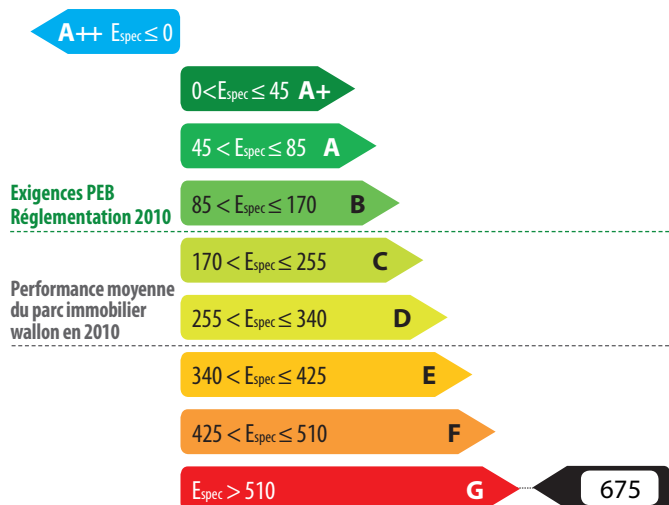 A++ Espec ≤ 0
0<Espec ≤ 45 A+
45 < Espec ≤ 85 A
Exigences PEB
Réglementation 2010
85 < Espec ≤ 170 B
170 < Espec ≤ 255 C
Performance moyenne
du parc immobilier
wallon en 2010
255 < Espec ≤ 340 D
340 < Espec ≤ 425 E
425 < Espec ≤ 510 F
Espec > 510 G
675